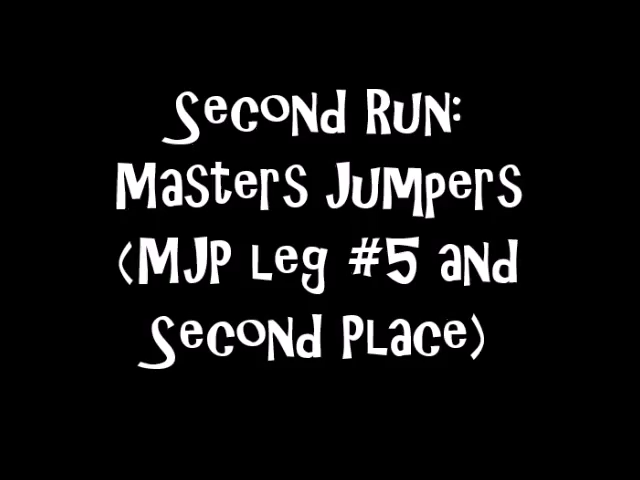 Second Run:
Masters Jumpers
(MJP Leg #5 and
Second Place)